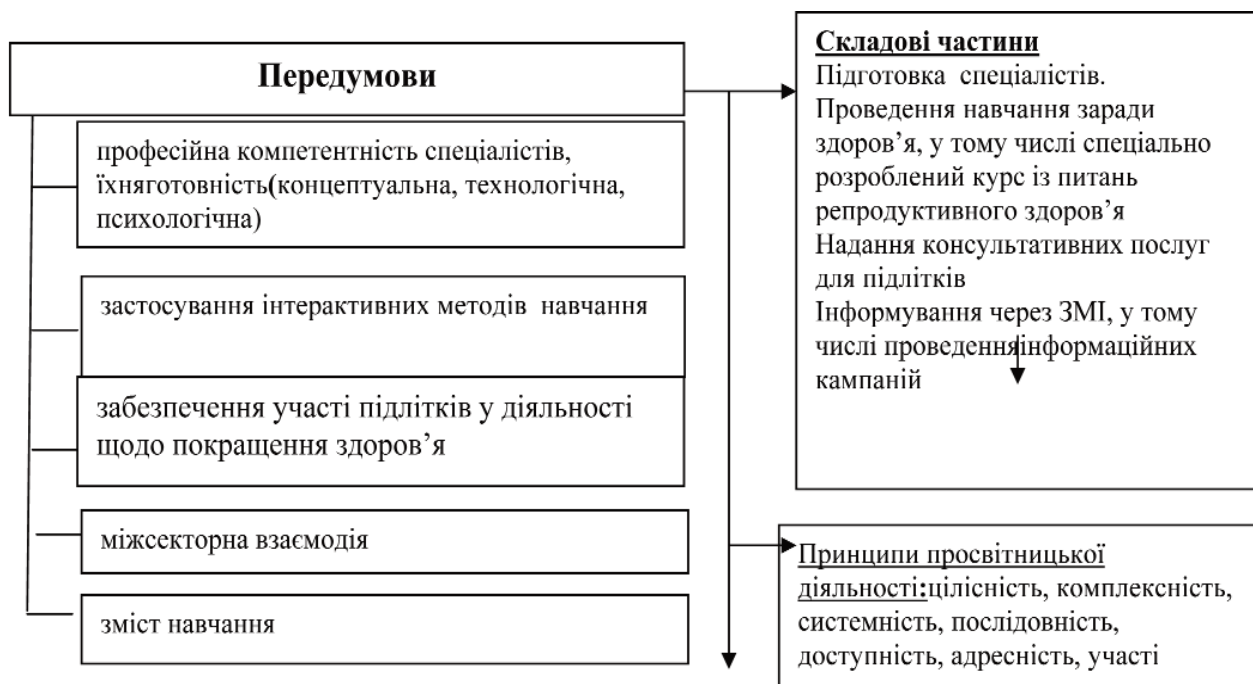 Передумови
професійна компетентність спеціалістів,
їхняготовність(концептуальна, технологічна,
психологічна)
застосування інтерактивних методів навчання
забезпечення участі підлітків у діяльності
щодо покращення здоров’я
міжсекторна взаємодія
зміст навчання
Складові частини
Підготовка спеціалістів.
Проведення навчання заради
здоров’я, у тому числі спеціально
розроблений курс із питань
репродуктивного здоров’я
Надання консультативних послуг
для підлітків
Інформування через ЗМІ, у тому
числі проведенняінформаційних
кампаній
Принципи просвітницької
діяльності:цілісність, комплексність,
системність, послідовність,
доступність, адресність, участі